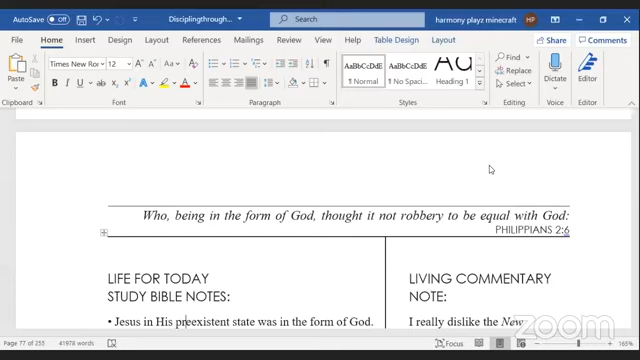 AutoSave Off Disciplingthrough... Search harmony playz minecraft HP
File Home Insert Draw Design Layout References Mailings Review View Help Table Design Layout Share Comments
Times New Ror 12 AaBbCcDdE AaBbCcDdE Find Replace Select
Paste Normal No Spaci... Heading 1 Dictate Editor
Clipboard Font Paragraph Styles Editing Voice Editor
Who, being in the form of God, thought it not robbery to be equal with God:
PHILIPPIANS 2:6
LIFE FOR TODAY
STUDY BIBLE NOTES:
• Jesus in His preexistent state was in the form of God.
LIVING COMMENTARY
NOTE:
I really dislike the New
zoom
Page 77 of 255 41978 words Focus 165%